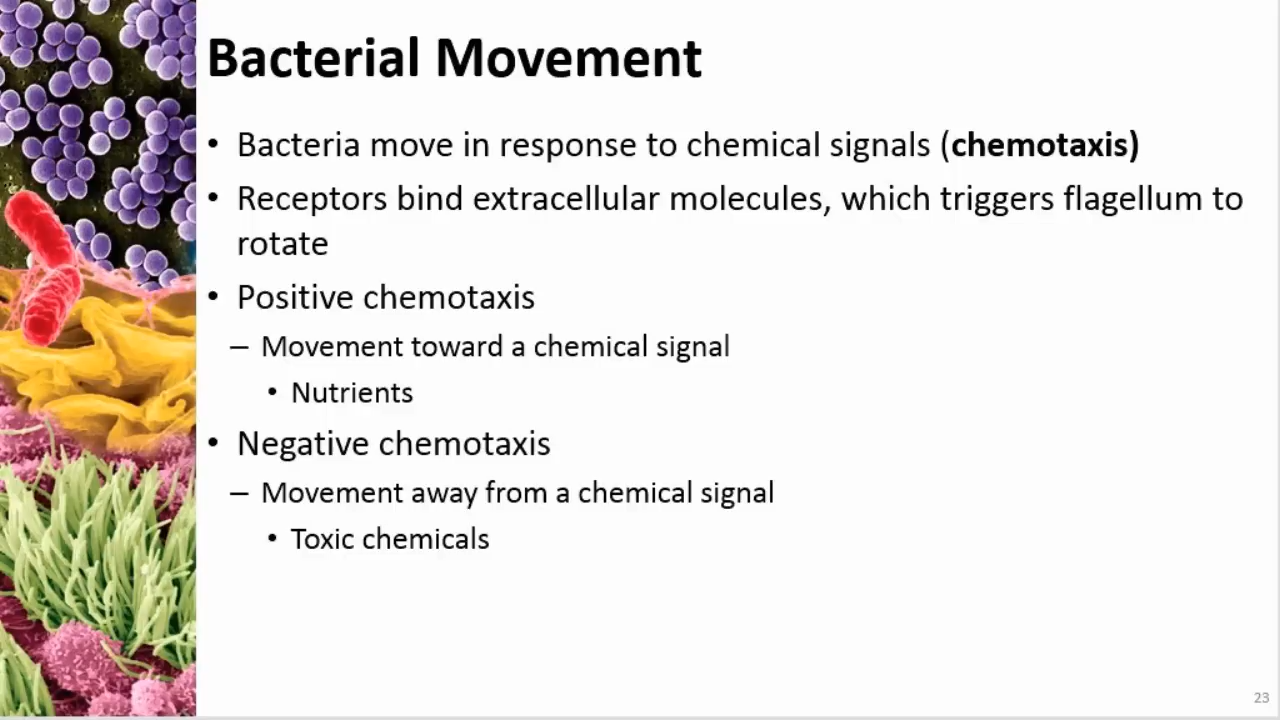 Bacterial Movement
• Bacteria move in response to chemical signals (chemotaxis)
• Receptors bind extracellular molecules, which triggers flagellum to
rotate
• Positive chemotaxis
– Movement toward a chemical signal
• Nutrients
• Negative chemotaxis
– Movement away from a chemical signal
• Toxic chemicals
23